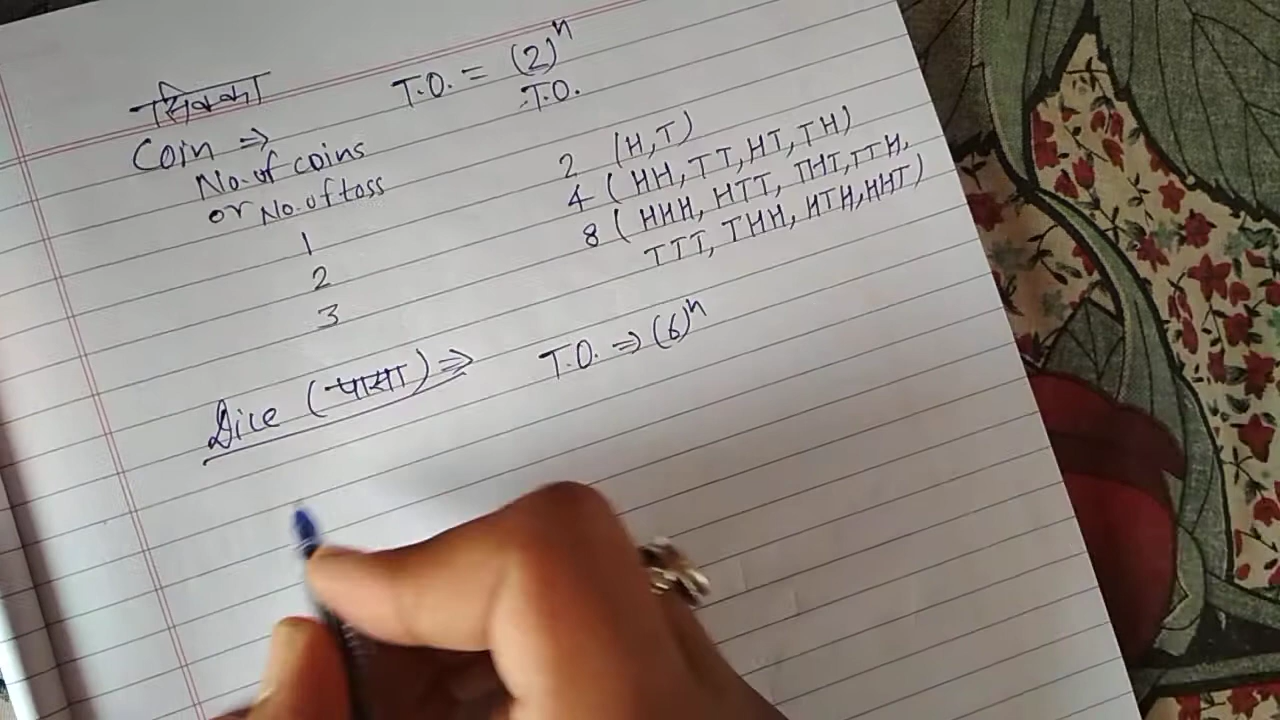 सिक्का T.O. = (2)^n
Coin ⇒ T.O.
No. of coins
or No. of toss
1 2 (H, T)
2 4 ( HH, TT, HT, TH)
3 8 ( HHH, HTT, THT, TTH,
TTT, THH, HTH, HHT)
Dice (पासा) ⇒ T.O. ⇒ (6)^n